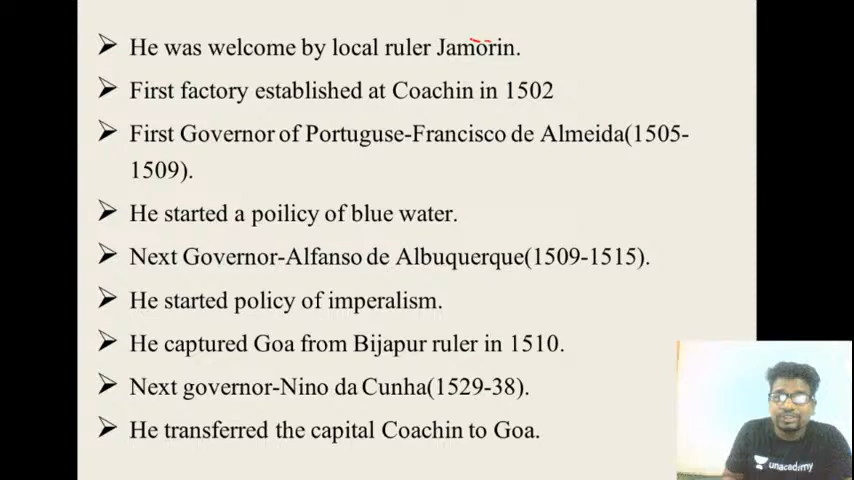 He was welcome by local ruler Jamorin.
First factory established at Coachin in 1502
First Governor of Portuguse-Francisco de Almeida(1505-
1509).
He started a poilicy of blue water.
Next Governor-Alfanso de Albuquerque(1509-1515).
He started policy of imperalism.
He captured Goa from Bijapur ruler in 1510.
Next governor-Nino da Cunha(1529-38).
He transferred the capital Coachin to Goa.
unacademy